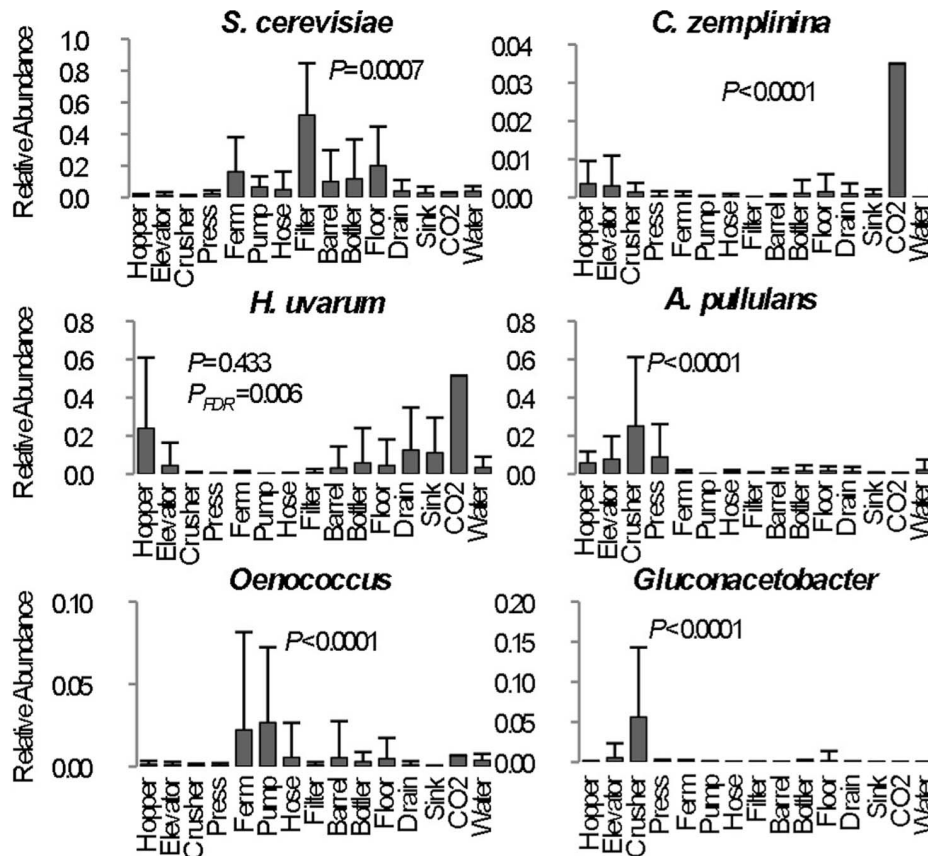 S. cerevisiae
Relative Abundance
1.0
0.8
0.6
0.4
0.2
0.0
P=0.0007
Hopper
Elevator
Crusher
Press
Ferm
Pump
Hose
Filter
Barrel
Bottler
Floor
Drain
Sink
CO2
Water
C. zemplinina
0.04
0.03
0.02
0.01
0.00
P<0.0001
Hopper
Elevator
Crusher
Press
Ferm
Pump
Hose
Filter
Barrel
Bottler
Floor
Drain
Sink
CO2
Water
H. uvarum
Relative Abundance
0.8
0.6
0.4
0.2
0.0
P=0.433
PFDR=0.006
Hopper
Elevator
Crusher
Press
Ferm
Pump
Hose
Filter
Barrel
Bottler
Floor
Drain
Sink
CO2
Water
A. pullulans
0.8
0.6
0.4
0.2
0.0
P<0.0001
Hopper
Elevator
Crusher
Press
Ferm
Pump
Hose
Filter
Barrel
Bottler
Floor
Drain
Sink
CO2
Water
Oenococcus
Relative Abundance
0.10
0.05
0.00
P<0.0001
Hopper
Elevator
Crusher
Press
Ferm
Pump
Hose
Filter
Barrel
Bottler
Floor
Drain
Sink
CO2
Water
Gluconacetobacter
0.20
0.15
0.10
0.05
0.00
P<0.0001
Hopper
Elevator
Crusher
Press
Ferm
Pump
Hose
Filter
Barrel
Bottler
Floor
Drain
Sink
CO2
Water